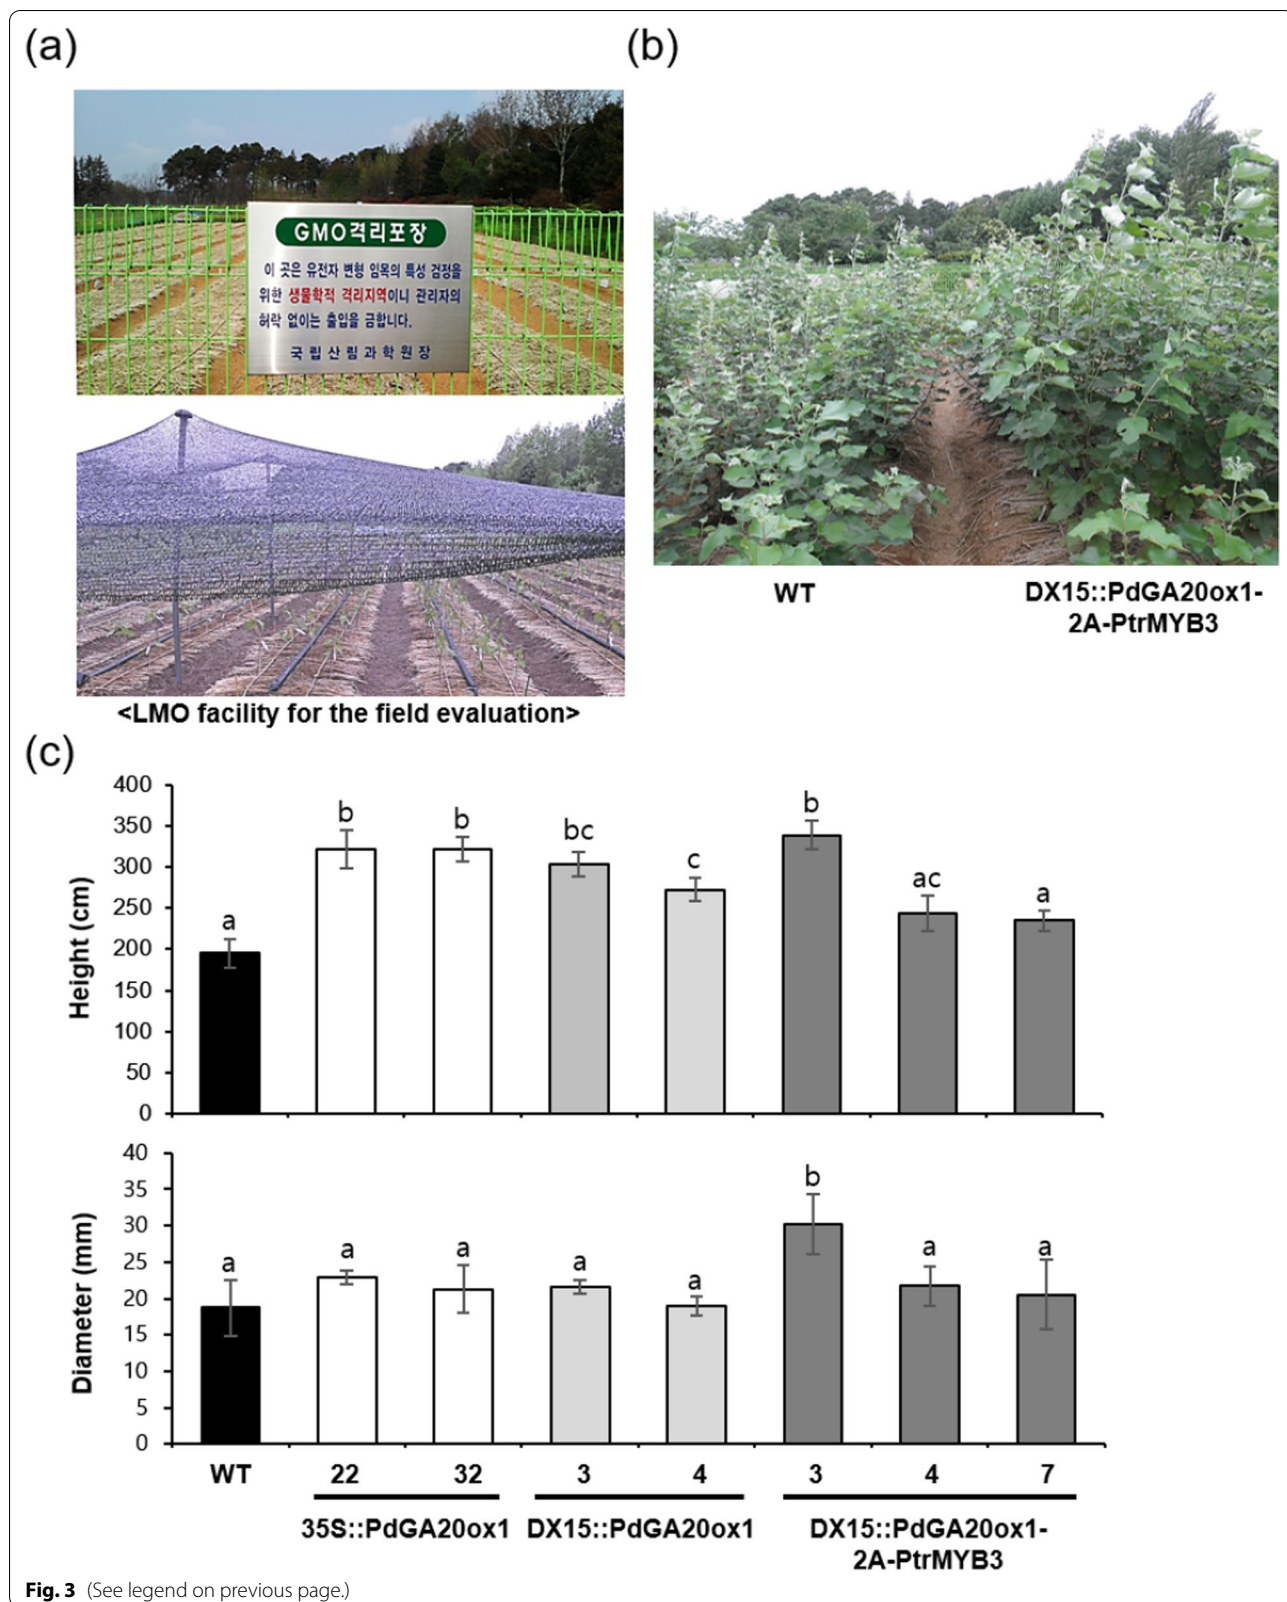 (a)
GMO격리포장
이 곳은 유전자 변형 임목의 특성 검정을
위한 생물학적 격리지역이니 관리자의
허락 없이는 출입을 금합니다.
국립산림과학원장
<LMO facility for the field evaluation>
(b)
WT
DX15::PdGA20ox1-
2A-PtrMYB3
(c)
Height (cm)
400
350
300
250
200
150
100
50
0
a
b
b
bc
c
b
ac
a
Diameter (mm)
40
35
30
25
20
15
10
5
0
a
a
a
a
a
b
a
a
WT 22 32 3 4 3 4 7
35S::PdGA20ox1 DX15::PdGA20ox1 DX15::PdGA20ox1-
2A-PtrMYB3
Fig. 3 (See legend on previous page.)